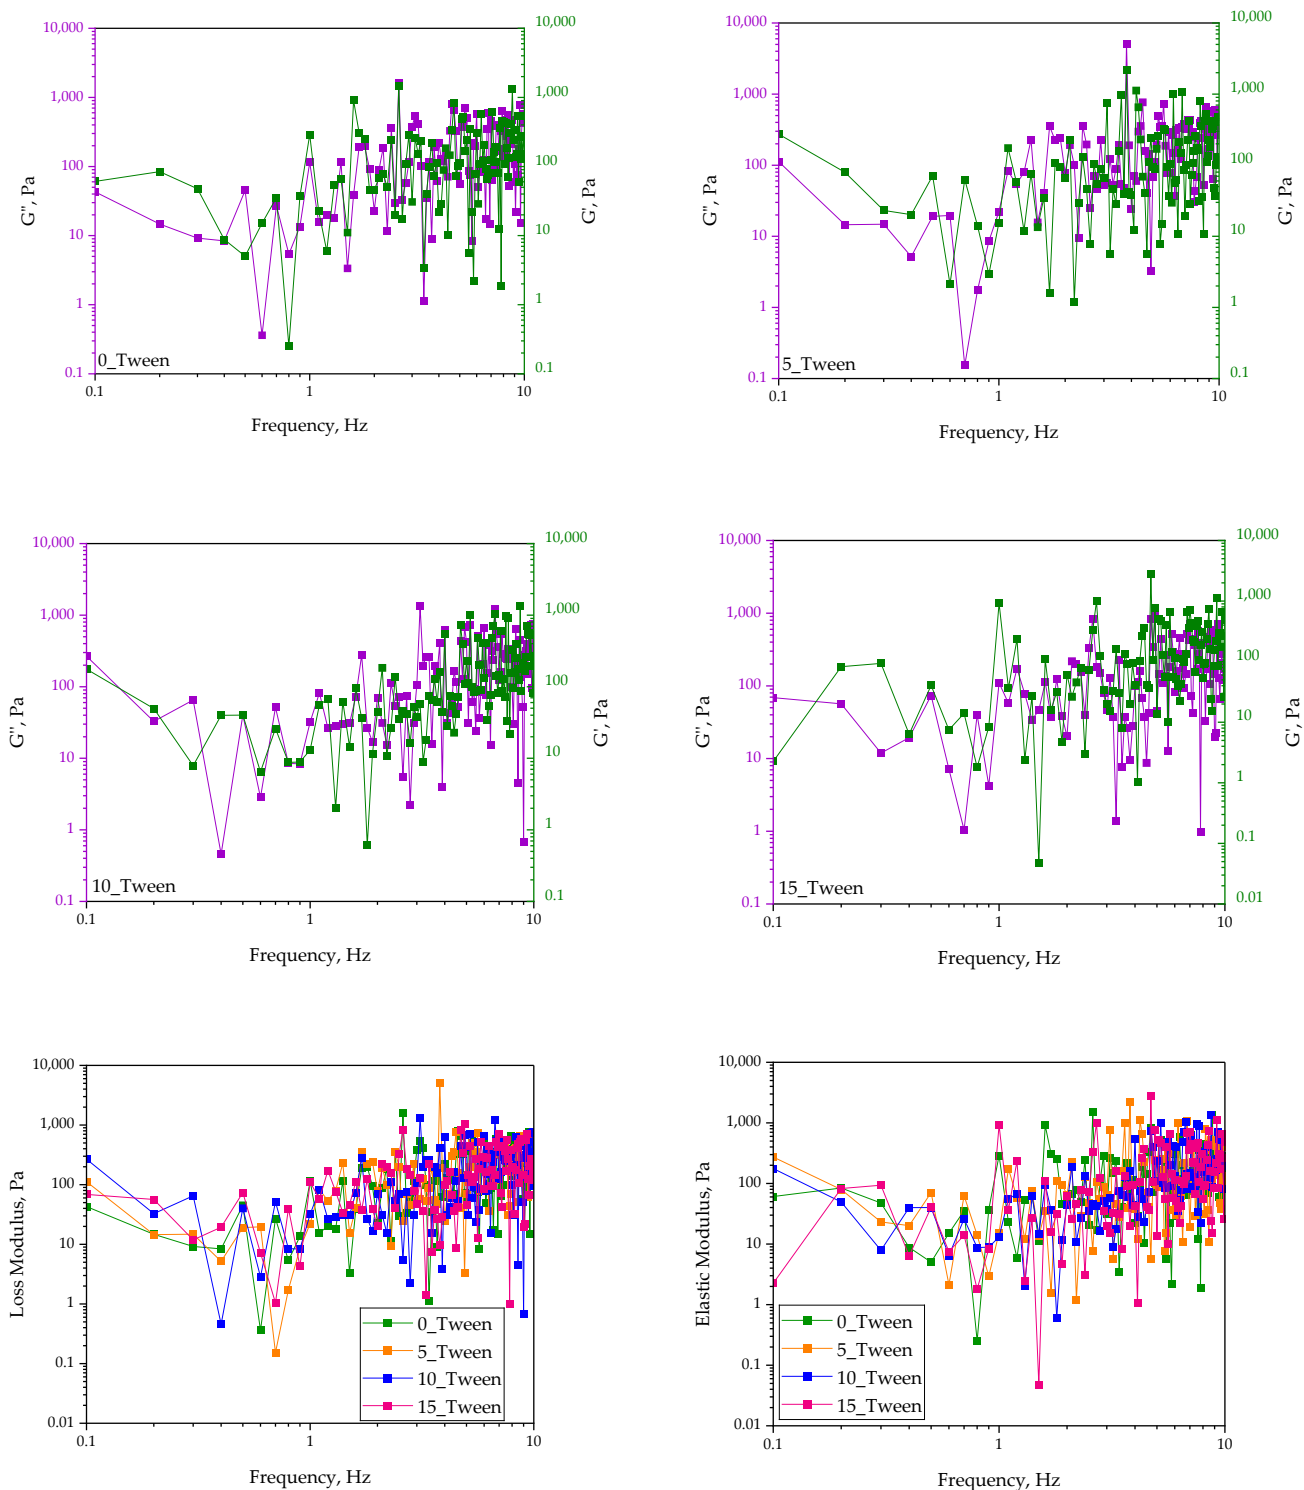 10,000
1,000
100
10
1
0.1
G'', Pa
10,000
1,000
100
10
1
0.1
G', Pa
0_Tween
0.1
1
10
Frequency, Hz
10,000
1,000
100
10
1
0.1
G'', Pa
10,000
1,000
100
10
1
0.1
G', Pa
5_Tween
0.1
1
10
Frequency, Hz
10,000
1,000
100
10
1
0.1
G'', Pa
10,000
1,000
100
10
1
0.1
G', Pa
10_Tween
0.1
1
10
Frequency, Hz
10,000
1,000
100
10
1
0.1
G'', Pa
10,000
1,000
100
10
1
0.1
0.01
G', Pa
15_Tween
0.1
1
10
Frequency, Hz
10,000
1,000
100
10
1
0.1
0.01
Loss Modulus, Pa
0_Tween
5_Tween
10_Tween
15_Tween
0.1
1
10
Frequency, Hz
10,000
1,000
100
10
1
0.1
0.01
Elastic Modulus, Pa
0_Tween
5_Tween
10_Tween
15_Tween
0.1
1
10
Frequency, Hz